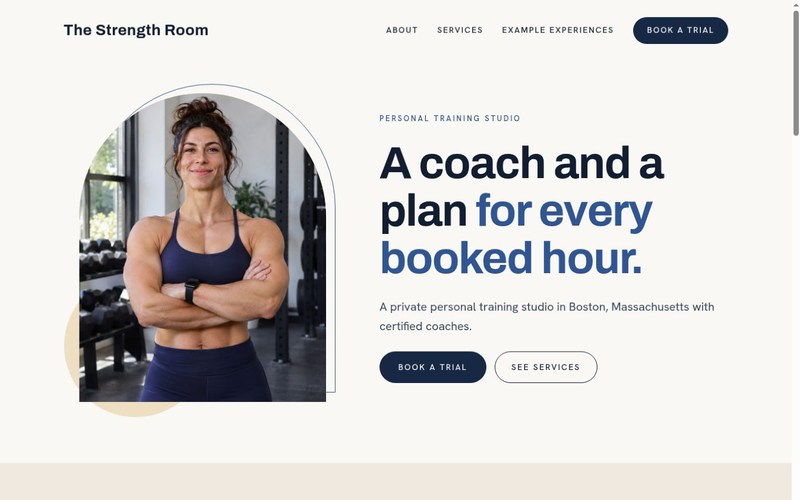 The Strength Room
ABOUT
SERVICES
EXAMPLE EXPERIENCES
BOOK A TRIAL
PERSONAL TRAINING STUDIO
A coach and a
plan for every
booked hour.
A private personal training studio in Boston, Massachusetts with
certified coaches.
BOOK A TRIAL
SEE SERVICES